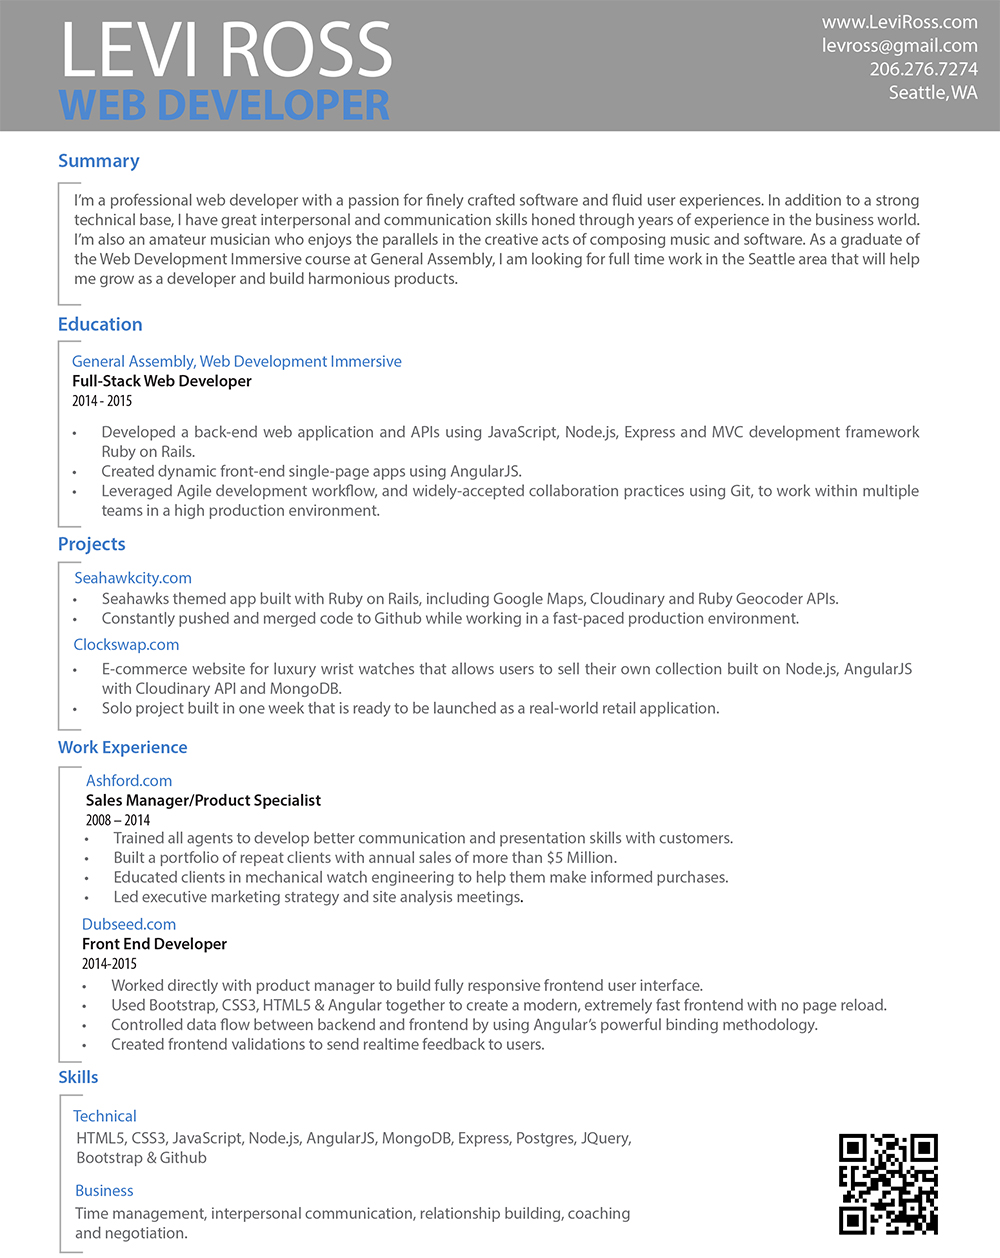 LEVI ROSS
WEB DEVELOPER
www.LeviRoss.com
levross@gmail.com
206.276.7274
Seattle,WA
Summary
I'm a professional web developer with a passion for finely crafted software and fluid user experiences. In addition to a strong
technical base, I have great interpersonal and communication skills honed through years of experience in the business world.
I'm also an amateur musician who enjoys the parallels in the creative acts of composing music and software. As a graduate of
the Web Development Immersive course at General Assembly, I am looking for full time work in the Seattle area that will help
me grow as a developer and build harmonious products.
Education
General Assembly, Web Development Immersive
Full-Stack Web Developer
2014 - 2015
• Developed a back-end web application and APIs using JavaScript, Node.js, Express and MVC development framework
Ruby on Rails.
• Created dynamic front-end single-page apps using AngularJS.
• Leveraged Agile development workflow, and widely-accepted collaboration practices using Git, to work within multiple
teams in a high production environment.
Projects
Seahawkcity.com
• Seahawks themed app built with Ruby on Rails, including Google Maps, Cloudinary and Ruby Geocoder APIs.
• Constantly pushed and merged code to Github while working in a fast-paced production environment.
Clockswap.com
• E-commerce website for luxury wrist watches that allows users to sell their own collection built on Node.js, AngularJS
with Cloudinary API and MongoDB.
• Solo project built in one week that is ready to be launched as a real-world retail application.
Work Experience
Ashford.com
Sales Manager/Product Specialist
2008 – 2014
• Trained all agents to develop better communication and presentation skills with customers.
• Built a portfolio of repeat clients with annual sales of more than $5 Million.
• Educated clients in mechanical watch engineering to help them make informed purchases.
• Led executive marketing strategy and site analysis meetings.
Dubseed.com
Front End Developer
2014-2015
• Worked directly with product manager to build fully responsive frontend user interface.
• Used Bootstrap, CSS3, HTML5 & Angular together to create a modern, extremely fast frontend with no page reload.
• Controlled data flow between backend and frontend by using Angular's powerful binding methodology.
• Created frontend validations to send realtime feedback to users.
Skills
Technical
HTML5, CSS3, JavaScript, Node.js, AngularJS, MongoDB, Express, Postgres, JQuery,
Bootstrap & Github
Business
Time management, interpersonal communication, relationship building, coaching
and negotiation.